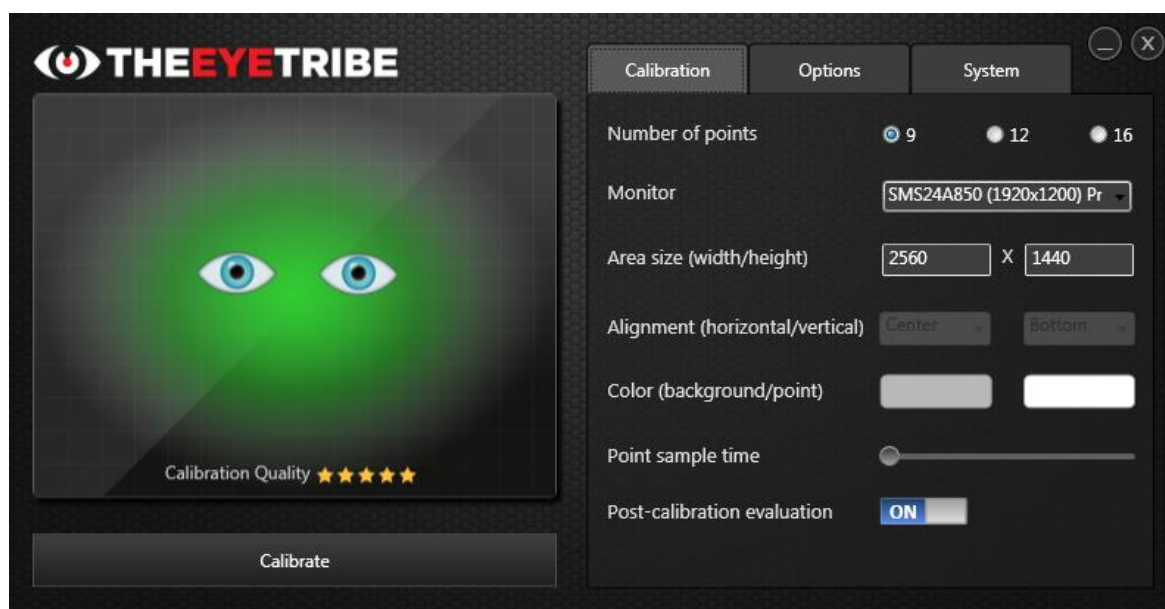 THEEYETRIBE
Calibration Options System
Number of points 9 12 16
Monitor SMS24A850 (1920x1200) Pr
Area size (width/height) 2560 X 1440
Alignment (horizontal/vertical) Center Bottom
Color (background/point)
Point sample time
Post-calibration evaluation ON
Calibration Quality
Calibrate